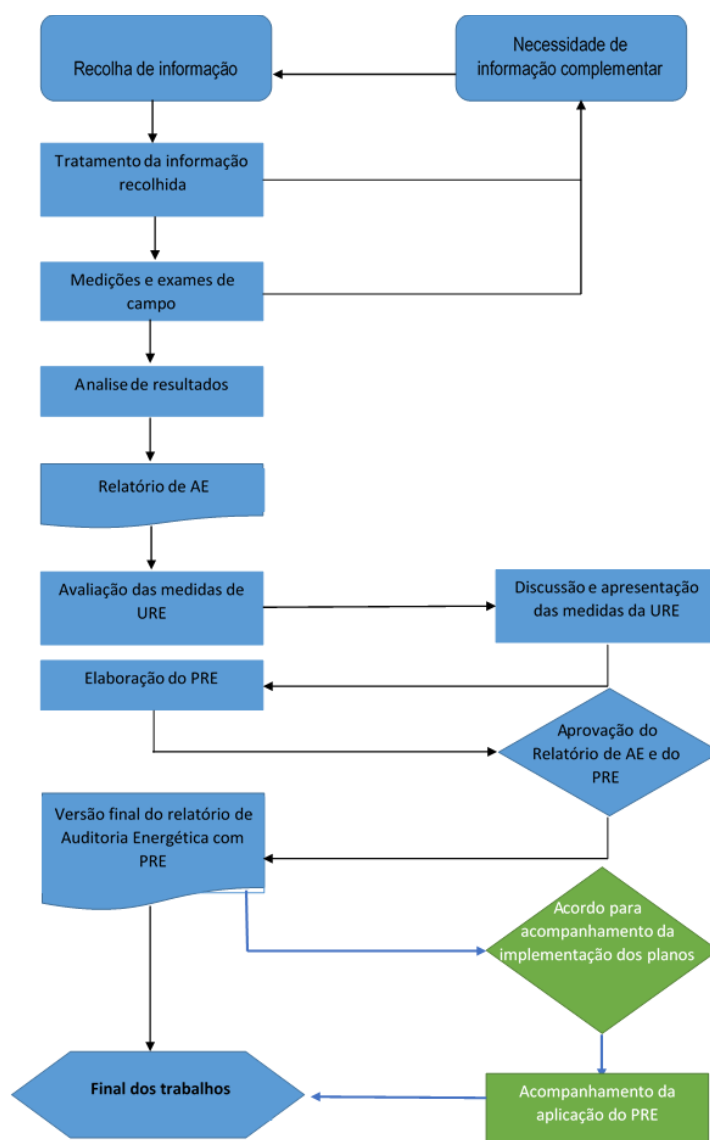 Recolha de informação
Necessidade de
informação complementar
Tratamento da informação
recolhida
Medições e exames de
campo
Analise de resultados
Relatório de AE
Avaliação das medidas de
URE
Discussão e apresentação
das medidas da URE
Elaboração do PRE
Aprovação do
Relatório de AE e do
PRE
Versão final do relatório de
Auditoria Energética com
PRE
Acordo para
acompanhamento da
implementação dos planos
Final dos trabalhos
Acompanhamento da
aplicação do PRE